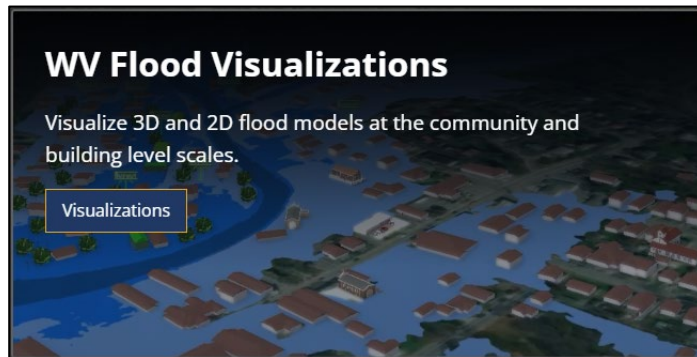 WV Flood Visualizations
Visualize 3D and 2D flood models at the community and
building level scales.
Visualizations